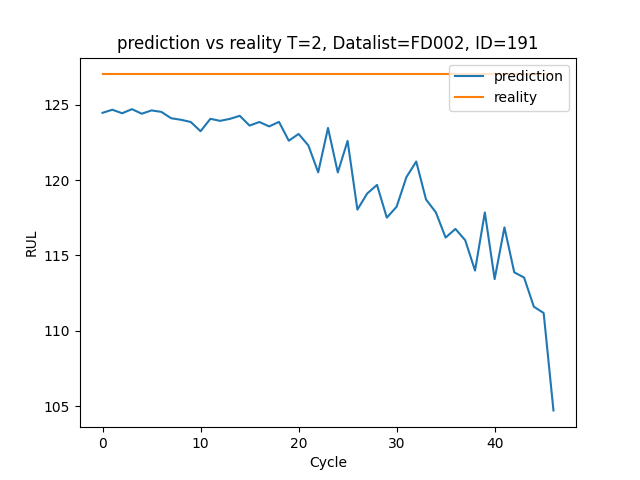 prediction vs reality T=2, Datalist=FD002, ID=191
prediction
reality
RUL
125
120
115
110
105
0 10 20 30 40
Cycle